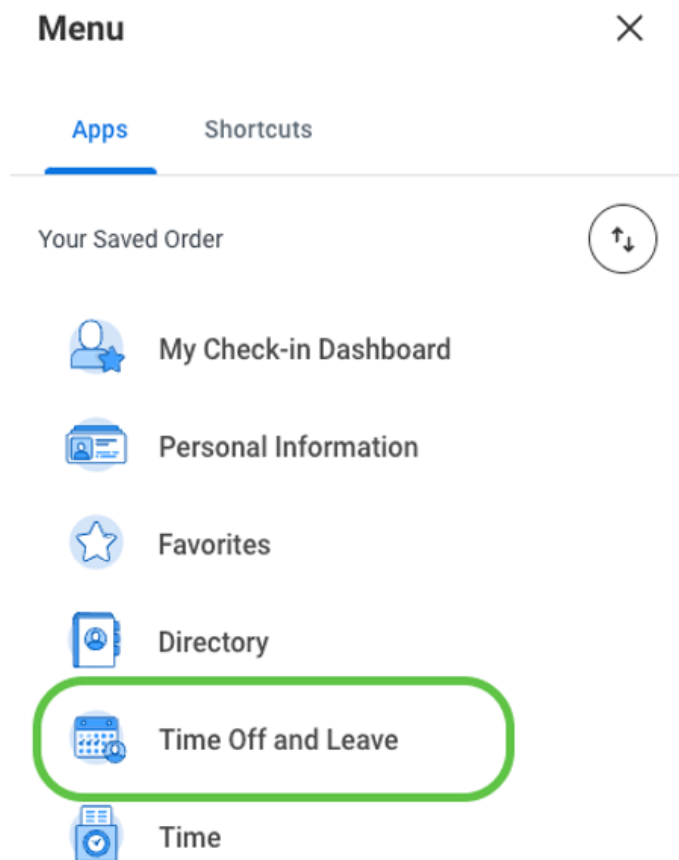 Menu
Apps Shortcuts
Your Saved Order
My Check-in Dashboard
Personal Information
Favorites
Directory
Time Off and Leave
Time